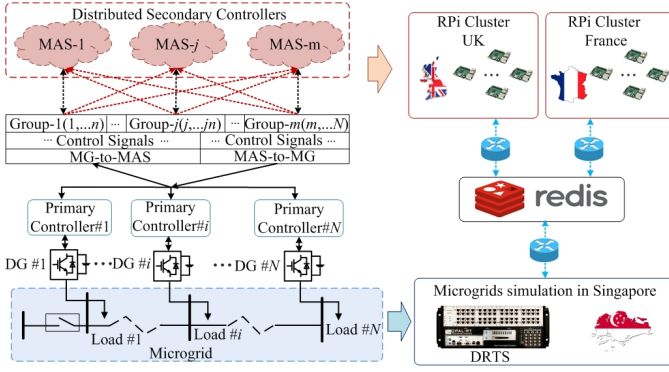 Distributed Secondary Controllers
MAS-1
MAS-j
MAS-m
Group-1(1,...n) ··· Group-j(j,...jn) ··· Group-m(m,...N)
··· Control Signals ···
··· Control Signals ···
MG-to-MAS
MAS-to-MG
Primary
Controller#1
Primary
Controller#i
Primary
Controller#N
DG #1
···DG #i
··· DG #N
Load #1
Load #i
Load #N
Microgrid
RPi Cluster
UK
RPi Cluster
France
redis
Microgrids simulation in Singapore
OPAL-RT
DRTS